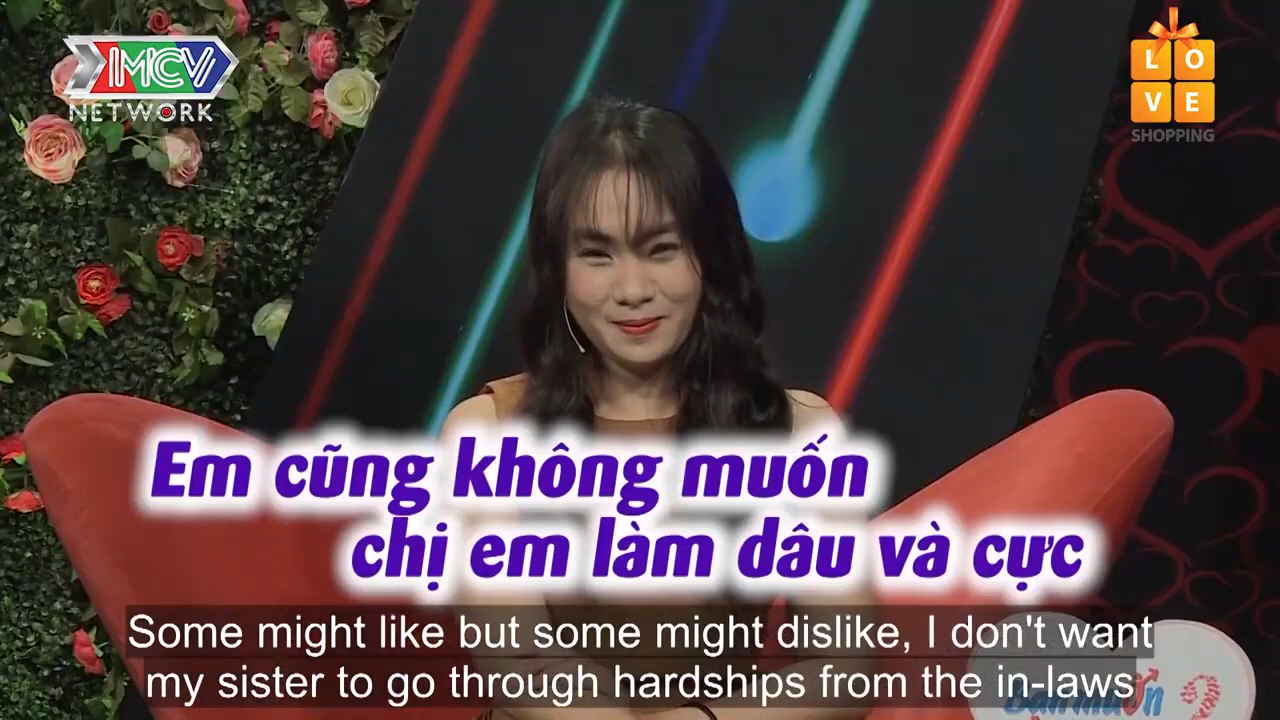 MCV
NETWORK
L O
V E
SHOPPING
Em cũng không muốn
chị em làm dâu và cực
Some might like but some might dislike, I don't want
my sister to go through hardships from the in-laws